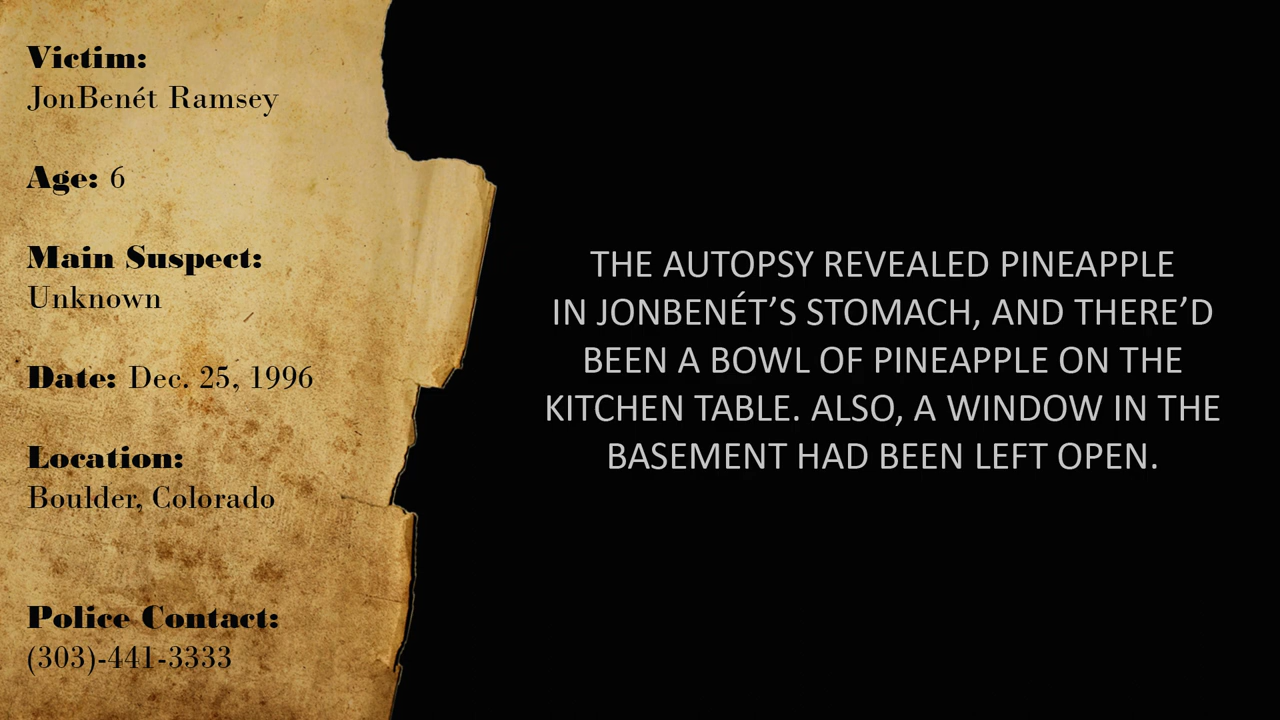 Victim:
JonBenét Ramsey
Age: 6
Main Suspect:
Unknown
Date: Dec. 25, 1996
Location:
Boulder, Colorado
Police Contact:
(303)-441-3333
THE AUTOPSY REVEALED PINEAPPLE
IN JONBENÉT’S STOMACH, AND THERE’D
BEEN A BOWL OF PINEAPPLE ON THE
KITCHEN TABLE. ALSO, A WINDOW IN THE
BASEMENT HAD BEEN LEFT OPEN.